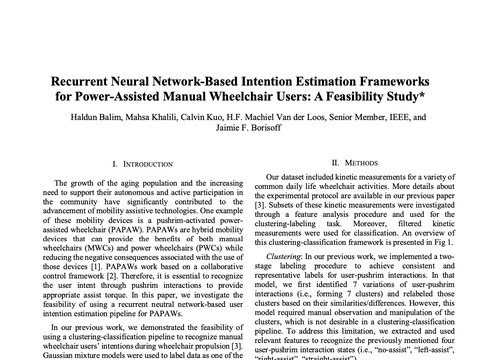 Recurrent Neural Network-Based Intention Estimation Frameworks
for Power-Assisted Manual Wheelchair Users: A Feasibility Study*
Haldun Balim, Mahsa Khalili, Calvin Kuo, H.F. Machiel Van der Loos, Senior Member, IEEE, and
Jaimie F. Borisoff
I. INTRODUCTION
The growth of the aging population and the increasing
need to support their autonomous and active participation in
the community have significantly contributed to the
advancement of mobility assistive technologies. One example
of these mobility devices is a pushrim-activated power-
assisted wheelchair (PAPAW). PAPAWs are hybrid mobility
devices that can provide the benefits of both manual
wheelchairs (MWCs) and power wheelchairs (PWCs) while
reducing the negative consequences associated with the use of
those devices [1]. PAPAWs work based on a collaborative
control framework [2]. Therefore, it is essential to recognize
the user intent through pushrim interactions to provide
appropriate assist torque. In this paper, we investigate the
feasibility of using a recurrent neural network-based user
intention estimation pipeline for PAPAWs.
In our previous work, we demonstrated the feasibility of
using a clustering-classification pipeline to recognize manual
wheelchair users' intentions during wheelchair propulsion [3].
Gaussian mixture models were used to label data as one of the
II. METHODS
Our dataset included kinetic measurements for a variety of
common daily life wheelchair activities. More details about
the experimental protocol are available in our previous paper
[3]. Subsets of these kinetic measurements were investigated
through a feature analysis procedure and used for the
clustering-labeling task. Moreover, filtered kinetic
measurements were used for classification. An overview of
this clustering-classification framework is presented in Fig 1.
Clustering: In our previous work, we implemented a two-
stage labeling procedure to achieve consistent and
representative labels for user-pushrim interactions. In that
model, we first identified 7 variations of user-pushrim
interactions (i.e., forming 7 clusters) and relabeled those
clusters based on their similarities/differences. However, this
model required manual observation and manipulation of the
clusters, which is not desirable in a clustering-classification
pipeline. To address this limitation, we extracted and used
relevant features to recognize the previously mentioned four
user-pushrim interaction states (i.e., "no-assist", "left-assist",
"right-assist", "straight-assist").